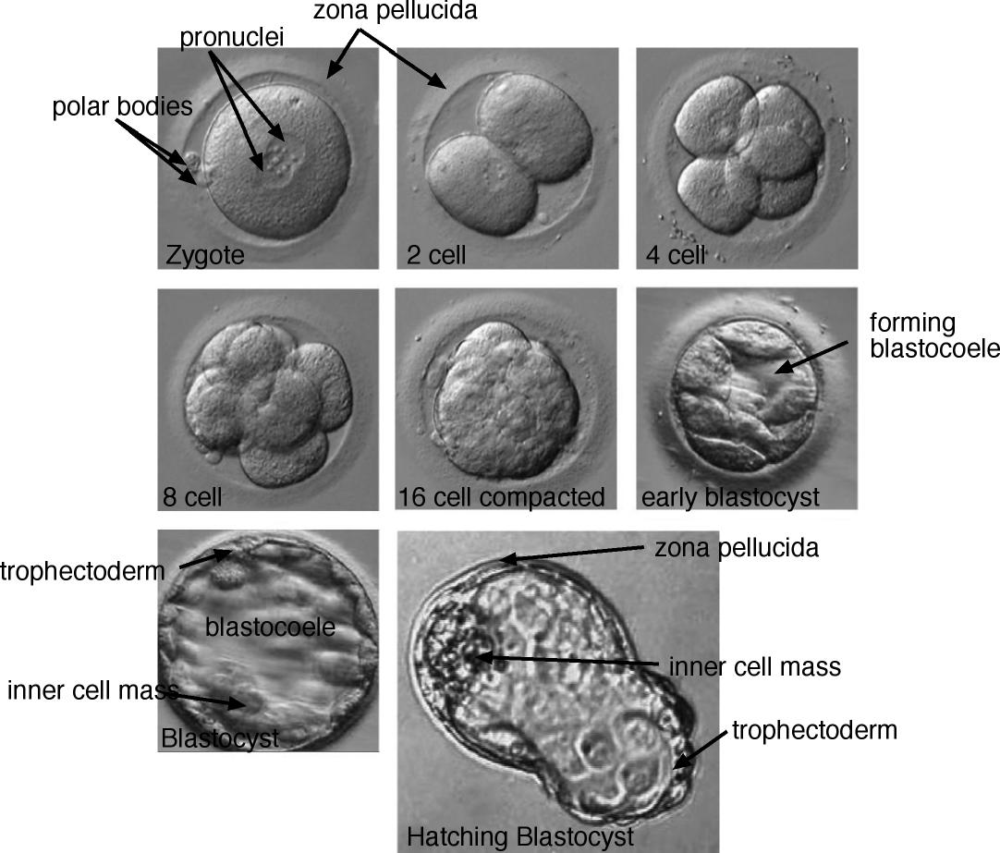 zona pellucida
pronuclei
polar bodies
Zygote
2 cell
4 cell
forming
blastocoele
8 cell
16 cell compacted
early blastocyst
trophectoderm
blastocoele
inner cell mass
Blastocyst
zona pellucida
inner cell mass
trophectoderm
Hatching Blastocyst